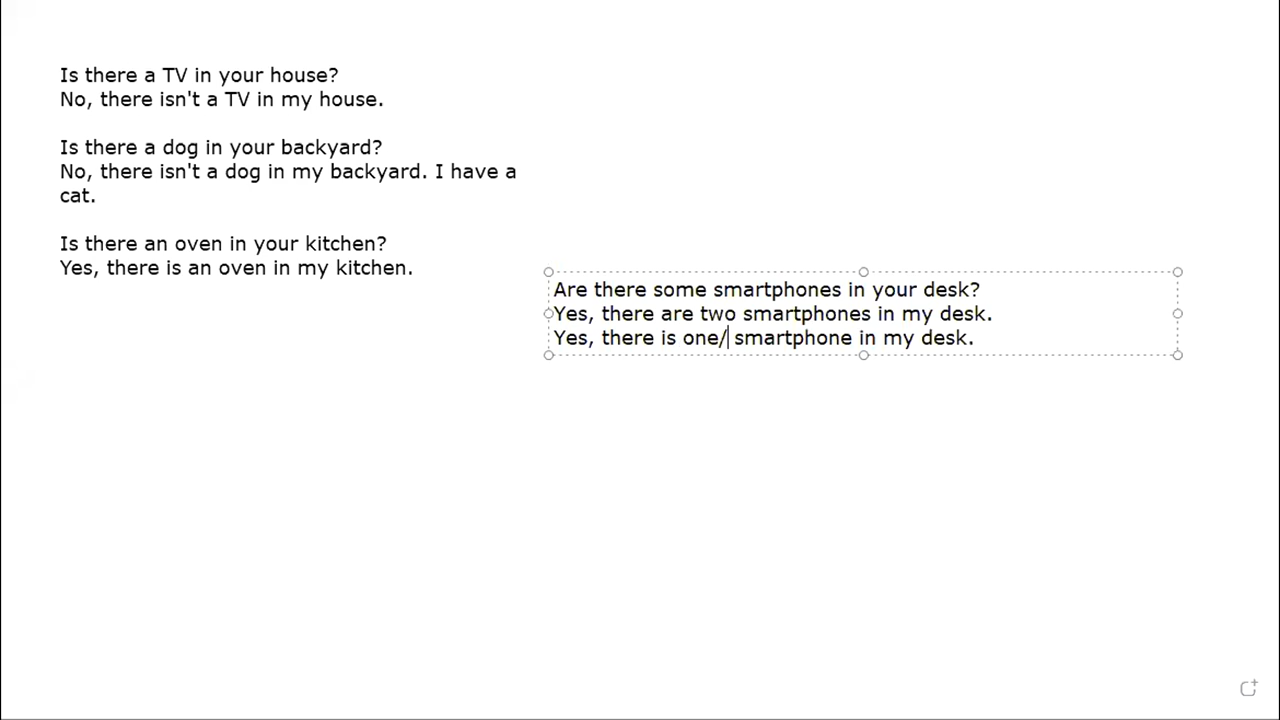 Is there a TV in your house?
No, there isn't a TV in my house.
Is there a dog in your backyard?
No, there isn't a dog in my backyard. I have a
cat.
Is there an oven in your kitchen?
Yes, there is an oven in my kitchen.
Are there some smartphones in your desk?
Yes, there are two smartphones in my desk.
Yes, there is one/ smartphone in my desk.